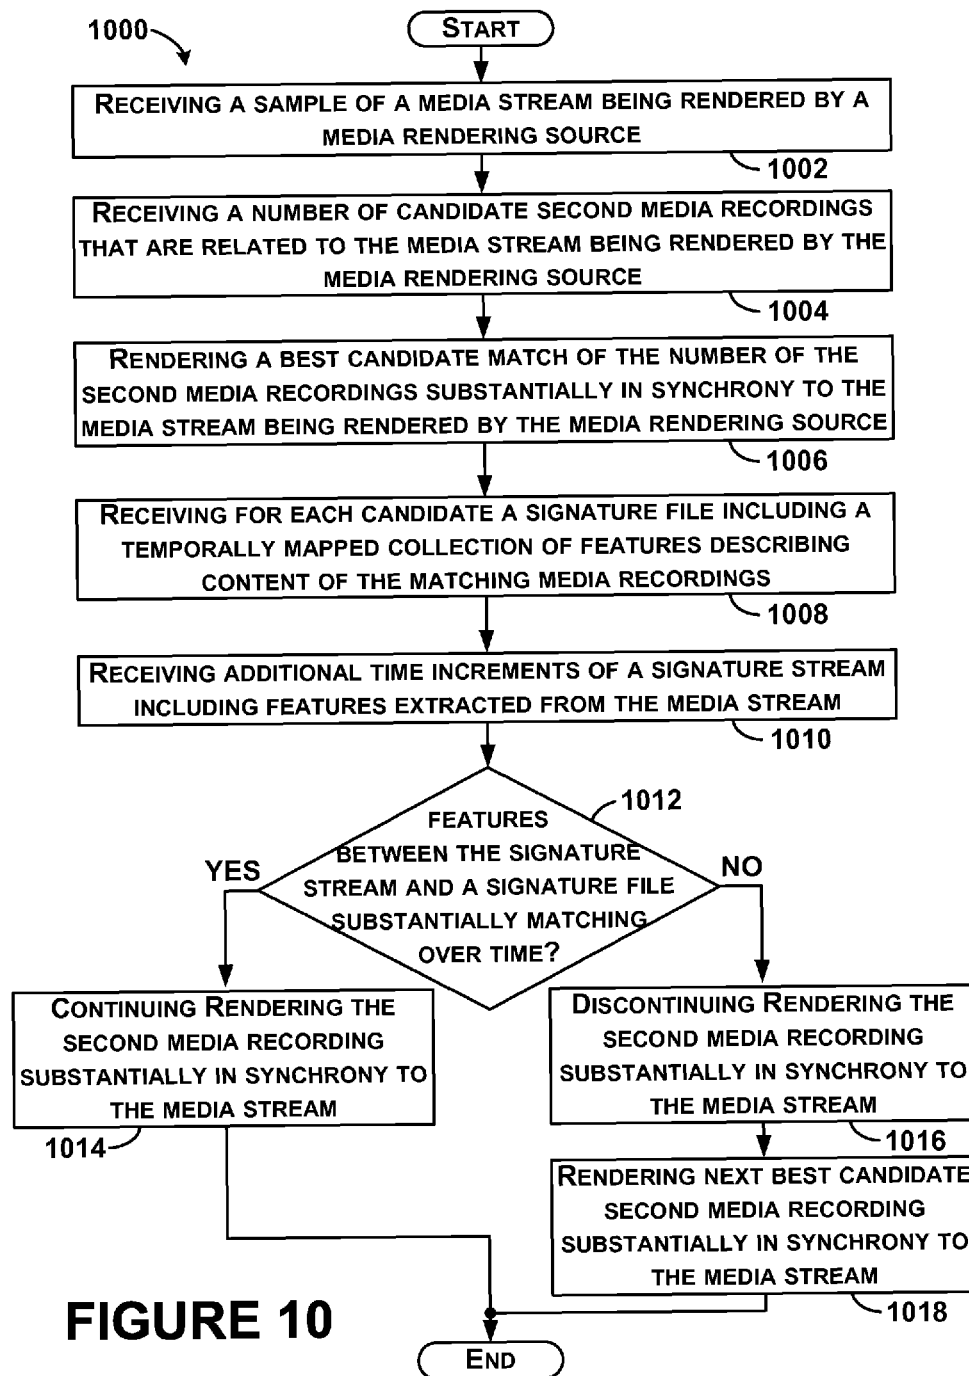 1000
START
RECEIVING A SAMPLE OF A MEDIA STREAM BEING RENDERED BY A
MEDIA RENDERING SOURCE
1002
RECEIVING A NUMBER OF CANDIDATE SECOND MEDIA RECORDINGS
THAT ARE RELATED TO THE MEDIA STREAM BEING RENDERED BY THE
MEDIA RENDERING SOURCE
1004
RENDERING A BEST CANDIDATE MATCH OF THE NUMBER OF THE
SECOND MEDIA RECORDINGS SUBSTANTIALLY IN SYNCHRONY TO THE
MEDIA STREAM BEING RENDERED BY THE MEDIA RENDERING SOURCE
1006
RECEIVING FOR EACH CANDIDATE A SIGNATURE FILE INCLUDING A
TEMPORALLY MAPPED COLLECTION OF FEATURES DESCRIBING
CONTENT OF THE MATCHING MEDIA RECORDINGS
1008
RECEIVING ADDITIONAL TIME INCREMENTS OF A SIGNATURE STREAM
INCLUDING FEATURES EXTRACTED FROM THE MEDIA STREAM
1010
1012
FEATURES
BETWEEN THE SIGNATURE
STREAM AND A SIGNATURE FILE
SUBSTANTIALLY MATCHING
OVER TIME?
YES
NO
CONTINUING RENDERING THE
SECOND MEDIA RECORDING
SUBSTANTIALLY IN SYNCHRONY TO
THE MEDIA STREAM
1014
DISCONTINUING RENDERING THE
SECOND MEDIA RECORDING
SUBSTANTIALLY IN SYNCHRONY TO
THE MEDIA STREAM
1016
RENDERING NEXT BEST CANDIDATE
SECOND MEDIA RECORDING
SUBSTANTIALLY IN SYNCHRONY TO
THE MEDIA STREAM
1018
FIGURE 10
END